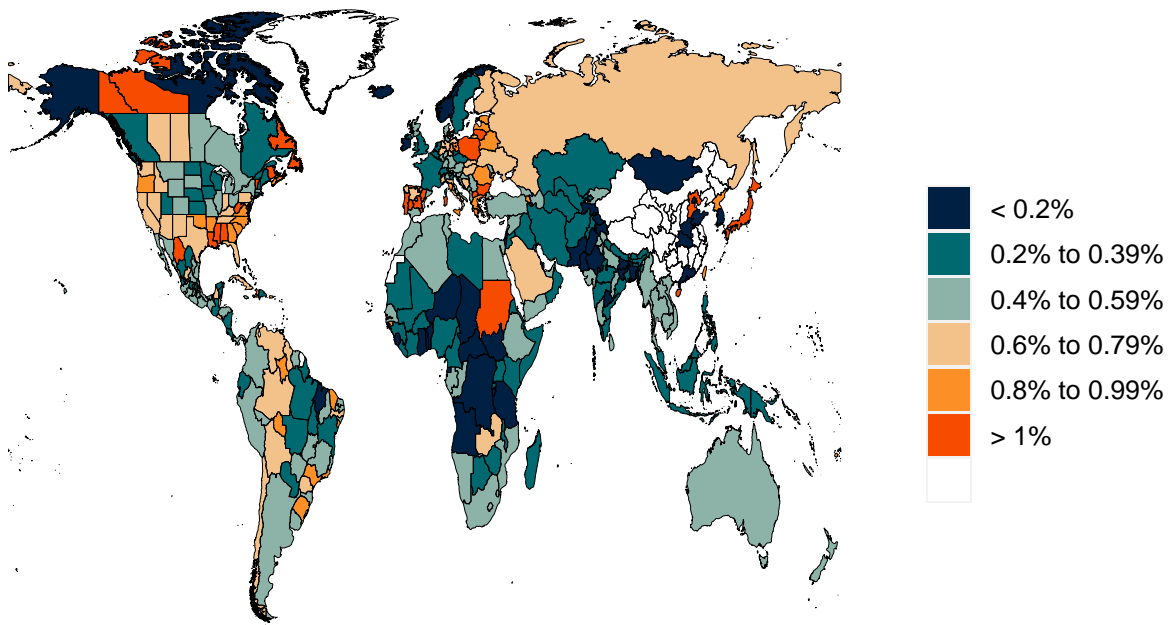 < 0.2%
0.2% to 0.39%
0.4% to 0.59%
0.6% to 0.79%
0.8% to 0.99%
> 1%